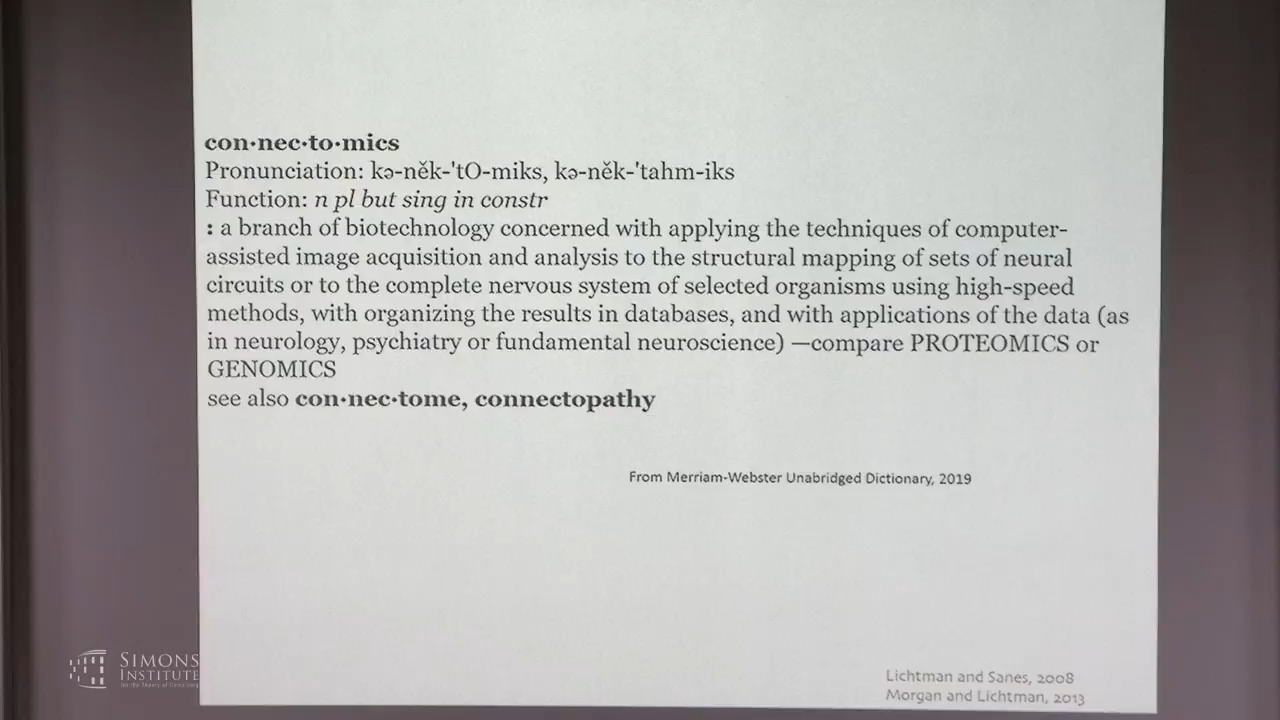 con•nec•to•mics
Pronunciation: kə-nĕk-'tO-miks, kə-nĕk-'tahm-iks
Function: n pl but sing in constr
: a branch of biotechnology concerned with applying the techniques of computer-
assisted image acquisition and analysis to the structural mapping of sets of neural
circuits or to the complete nervous system of selected organisms using high-speed
methods, with organizing the results in databases, and with applications of the data (as
in neurology, psychiatry or fundamental neuroscience) —compare PROTEOMICS or
GENOMICS
see also con•nec•tome, connectopathy
From Merriam-Webster Unabridged Dictionary, 2019
Lichtman and Sanes, 2008
Morgan and Lichtman, 2013
SIMONS
INSTITUTE
for the Theory of Computing